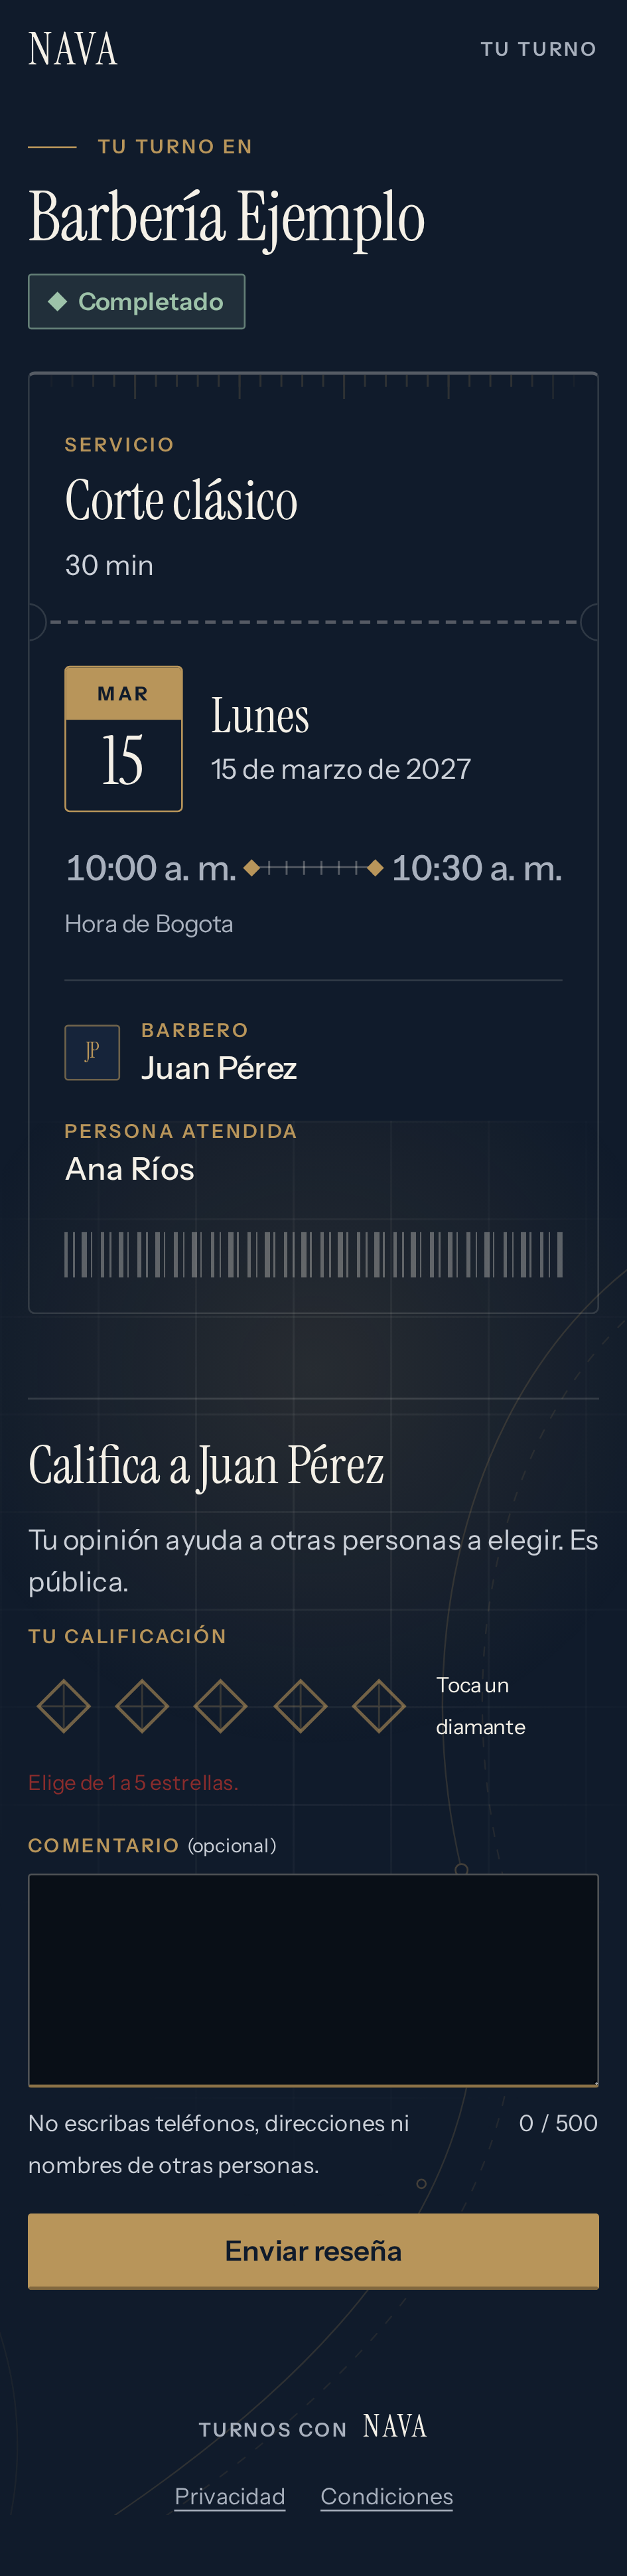 NAVA
TU TURNO
TU TURNO EN
Barbería Ejemplo
Completado
SERVICIO
Corte clásico
30 min
MAR
15
Lunes
15 de marzo de 2027
10:00 a. m.
10:30 a. m.
Hora de Bogota
JP
BARBERO
Juan Pérez
PERSONA ATENDIDA
Ana Ríos
Califica a Juan Pérez
Tu opinión ayuda a otras personas a elegir. Es
pública.
TU CALIFICACIÓN
Toca un
diamante
Elige de 1 a 5 estrellas.
COMENTARIO (opcional)
No escribas teléfonos, direcciones ni
nombres de otras personas.
0 / 500
Enviar reseña
TURNOS CON NAVA
Privacidad
Condiciones